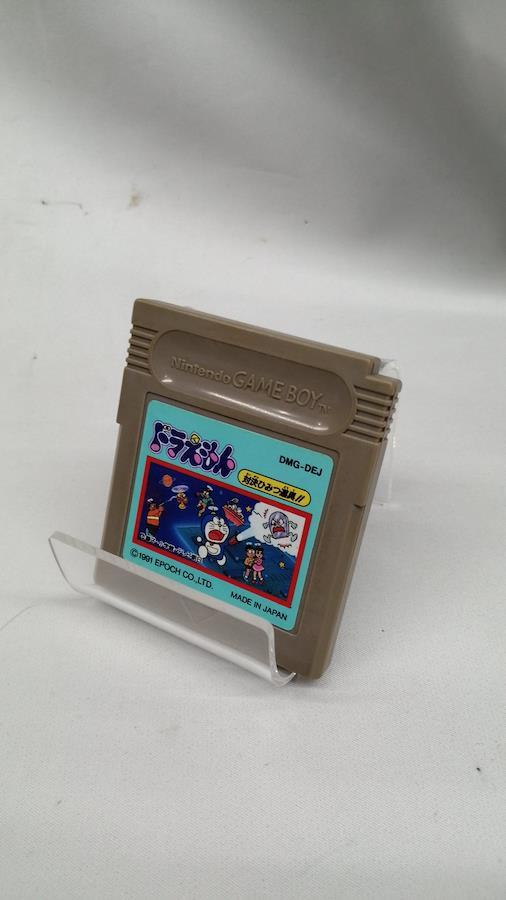 Nintendo GAME BOY TM
ドラえもん
DMG-DEJ
対決ひみつ道具!!
©1991 EPOCH CO., LTD.
MADE IN JAPAN